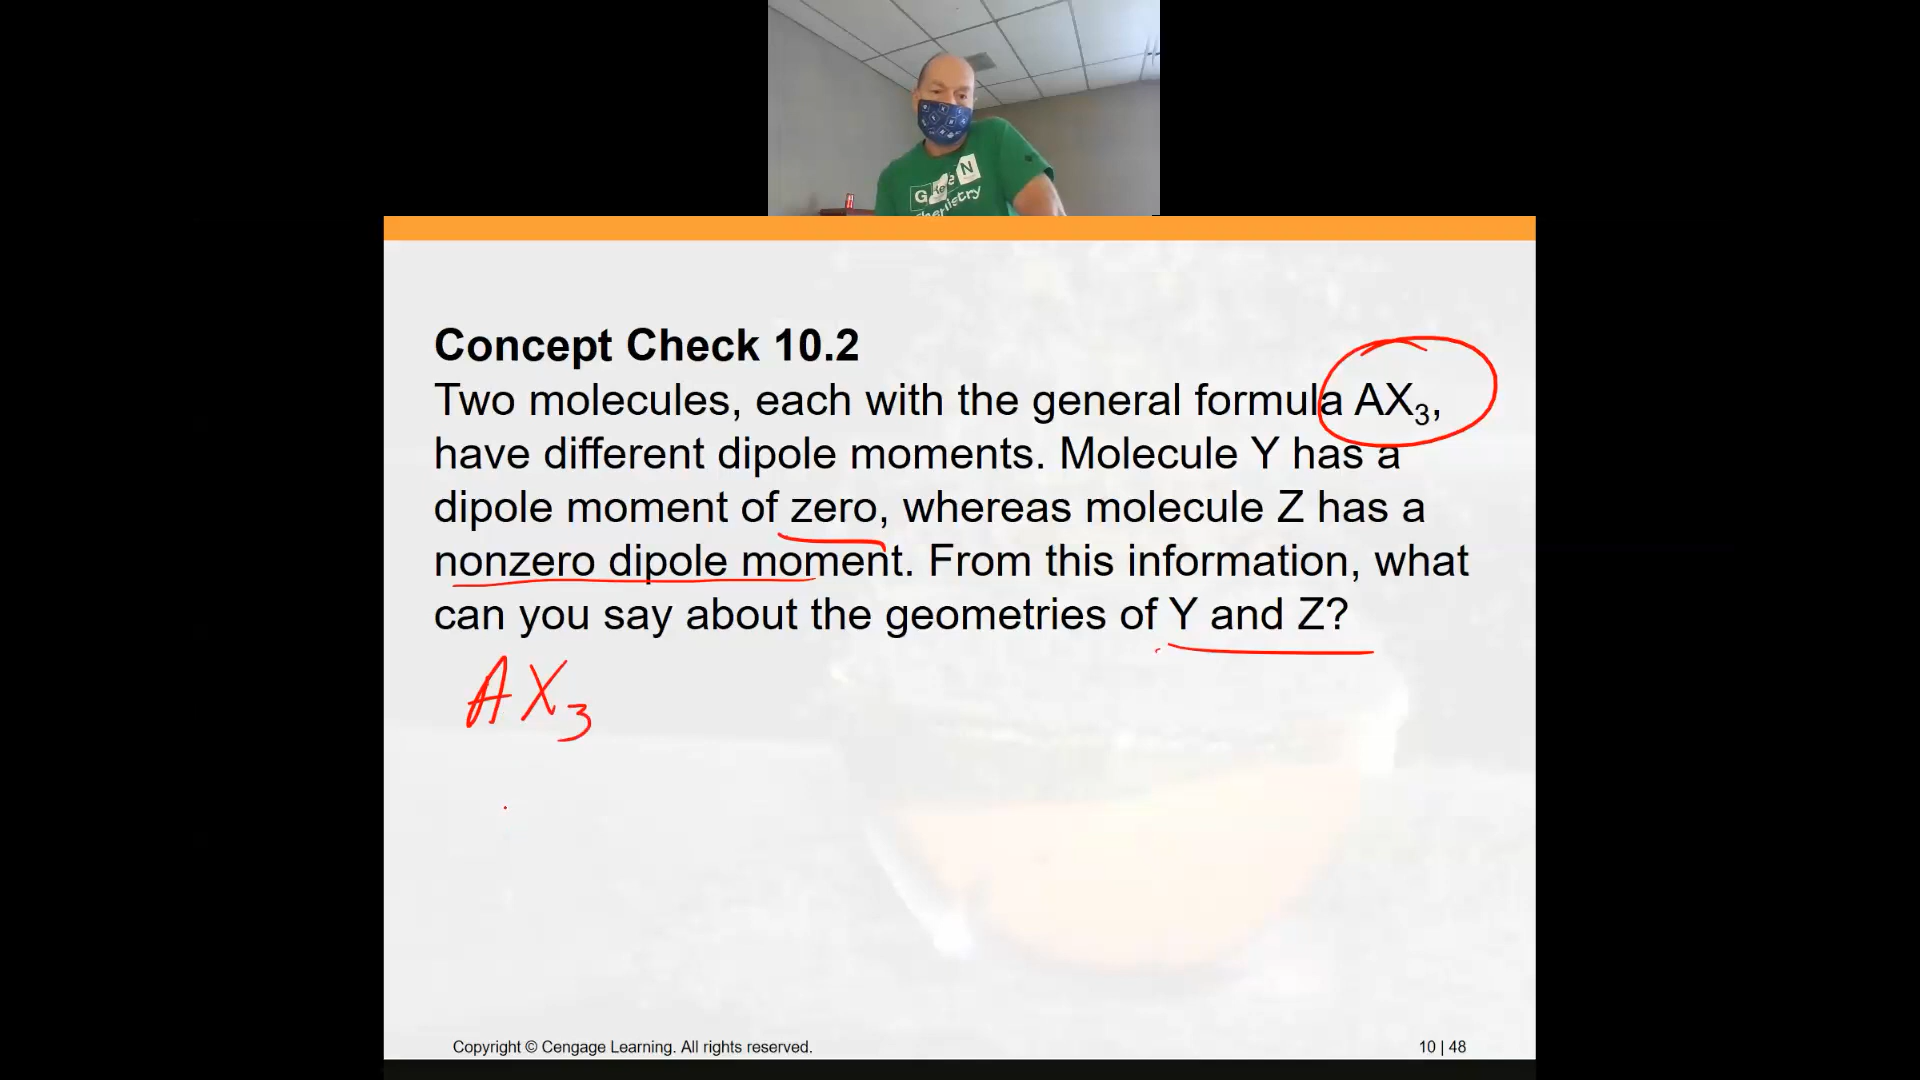 G Re N
Chemistry
Concept Check 10.2
Two molecules, each with the general formula AX₃,
have different dipole moments. Molecule Y has a
dipole moment of zero, whereas molecule Z has a
nonzero dipole moment. From this information, what
can you say about the geometries of Y and Z?
AX₃
Copyright © Cengage Learning. All rights reserved.
10 | 48